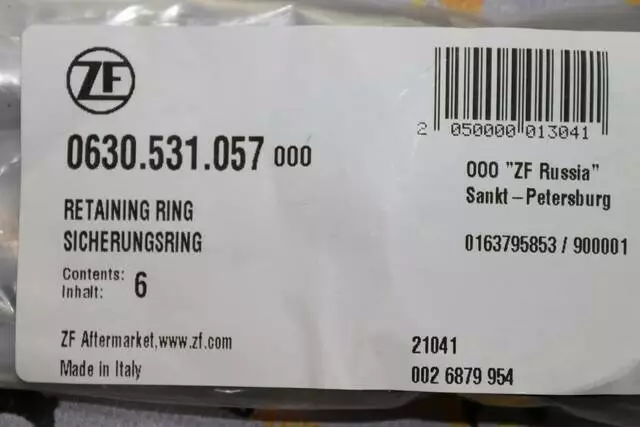 ZF
0630.531.057 000
RETAINING RING
SICHERUNGSRING
Contents:
Inhalt: 6
ZF Aftermarket,www.zf.com
Made in Italy
2 050000 013041
000 "ZF Russia"
Sankt-Petersburg
0163795853 / 900001
21041
002 6879 954